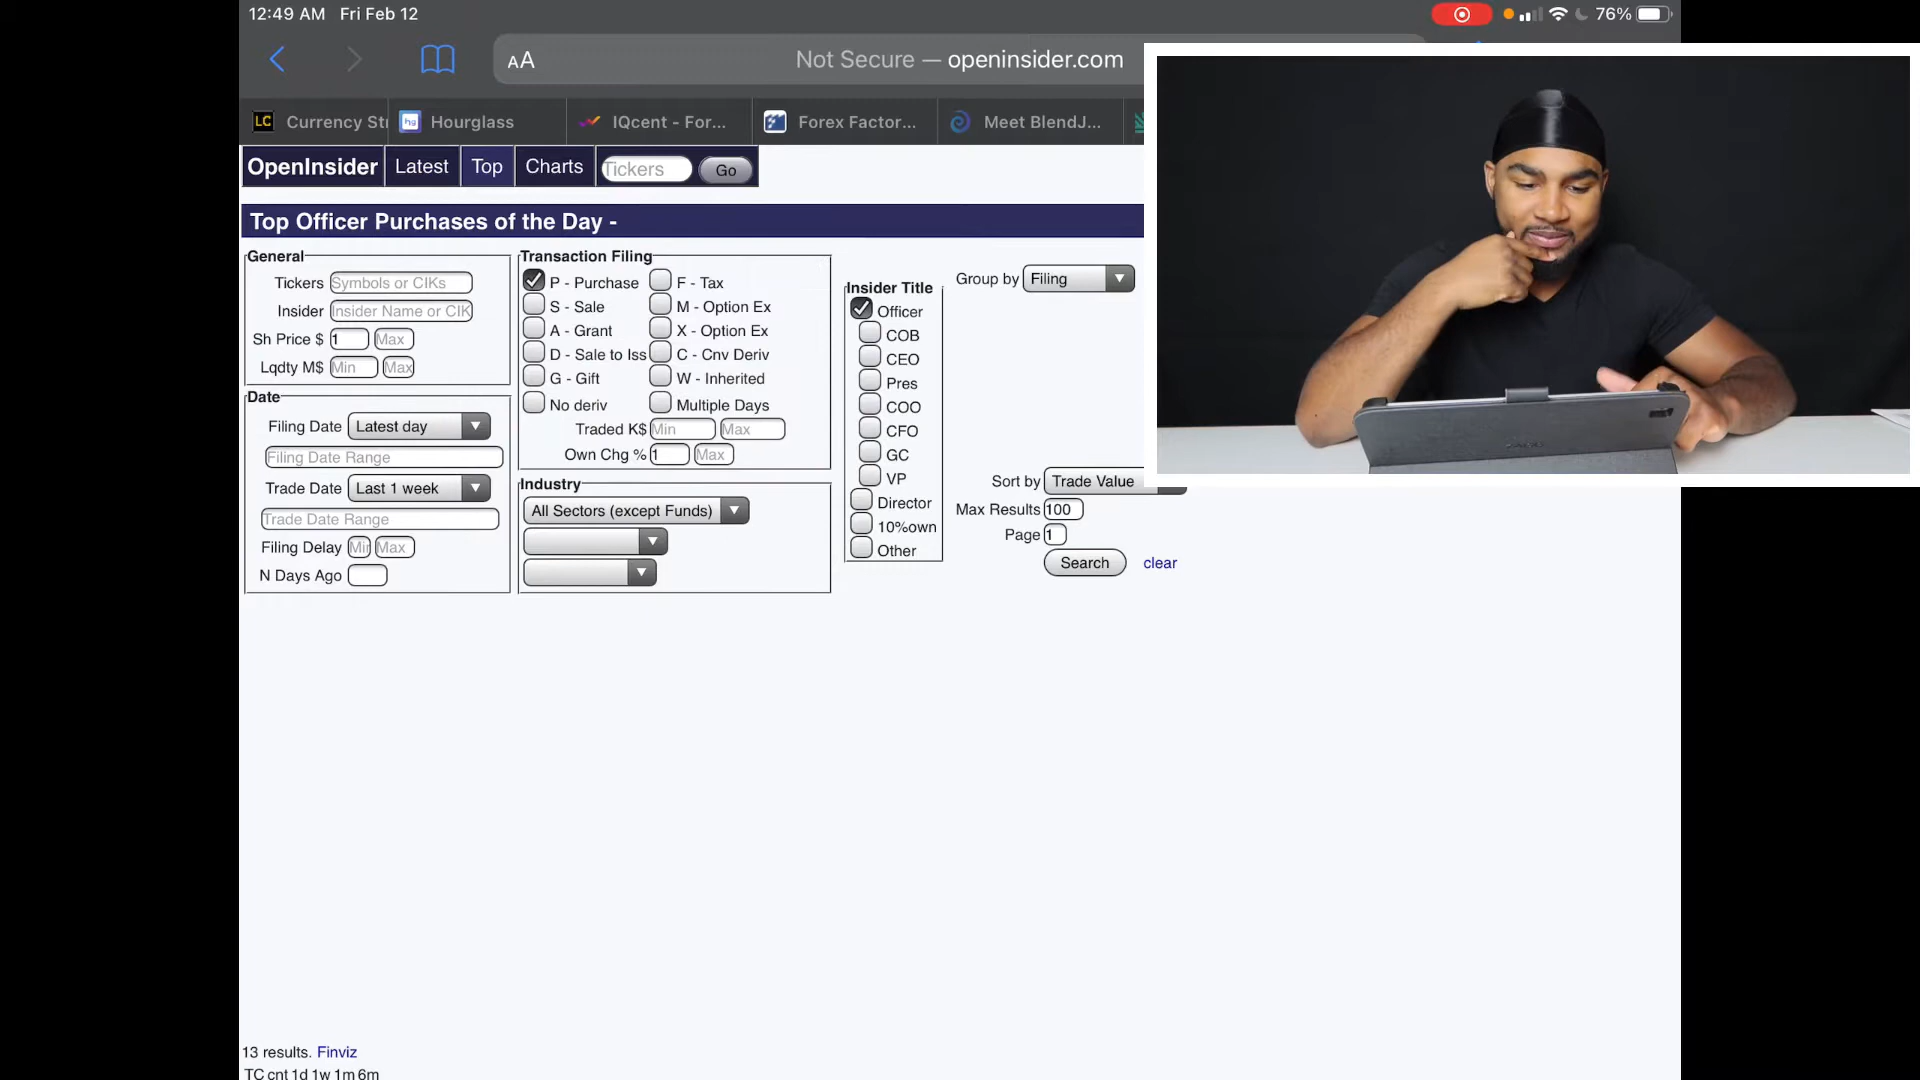 12:49 AM Fri Feb 12
76%
AA
Not Secure — openinsider.com
LC Currency Str
hg Hourglass
IQcent - For...
Forex Factor...
Meet BlendJ...
OpenInsider Latest Top Charts Tickers Go
Top Officer Purchases of the Day -
General
Tickers Symbols or CIKs
Insider Insider Name or CIK
Sh Price $ 1 Max
Lqdty M$ Min Max
Date
Filing Date Latest day
Filing Date Range
Trade Date Last 1 week
Trade Date Range
Filing Delay Min Max
N Days Ago
Transaction Filing
P - Purchase F - Tax
S - Sale M - Option Ex
A - Grant X - Option Ex
D - Sale to Iss C - Cnv Deriv
G - Gift W - Inherited
No deriv Multiple Days
Traded K$ Min Max
Own Chg % 1 Max
Industry
All Sectors (except Funds)
Insider Title
Officer
COB
CEO
Pres
COO
CFO
GC
VP
Director
10%own
Other
Group by Filing
Sort by Trade Value
Max Results 100
Page 1
Search clear
13 results. Finviz
TC cnt 1d 1w 1m 6m